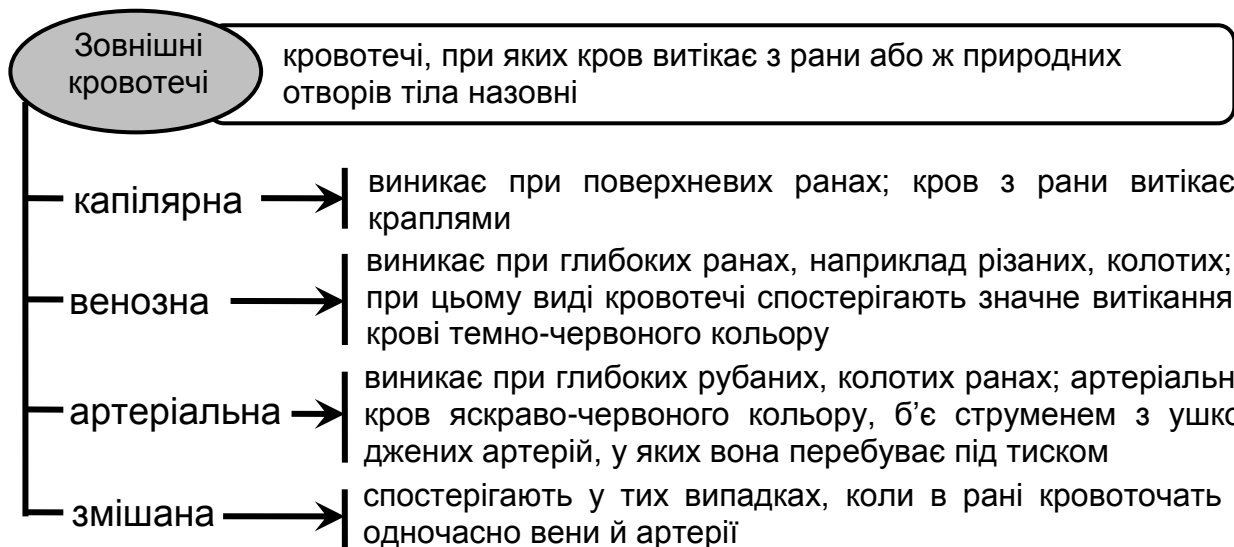 Зовнішні
кровотечі
кровотечі, при яких кров витікає з рани або ж природних
отворів тіла назовні
капілярна
виникає при поверхневих ранах; кров з рани витікає
краплями
венозна
виникає при глибоких ранах, наприклад різаних, колотих;
при цьому виді кровотечі спостерігають значне витікання
крові темно-червоного кольору
артеріальна
виникає при глибоких рубаних, колотих ранах; артеріальн
кров яскраво-червоного кольору, б’є струменем з ушко
джених артерій, у яких вона перебуває під тиском
змішана
спостерігають у тих випадках, коли в рані кровоточать
одночасно вени й артерії